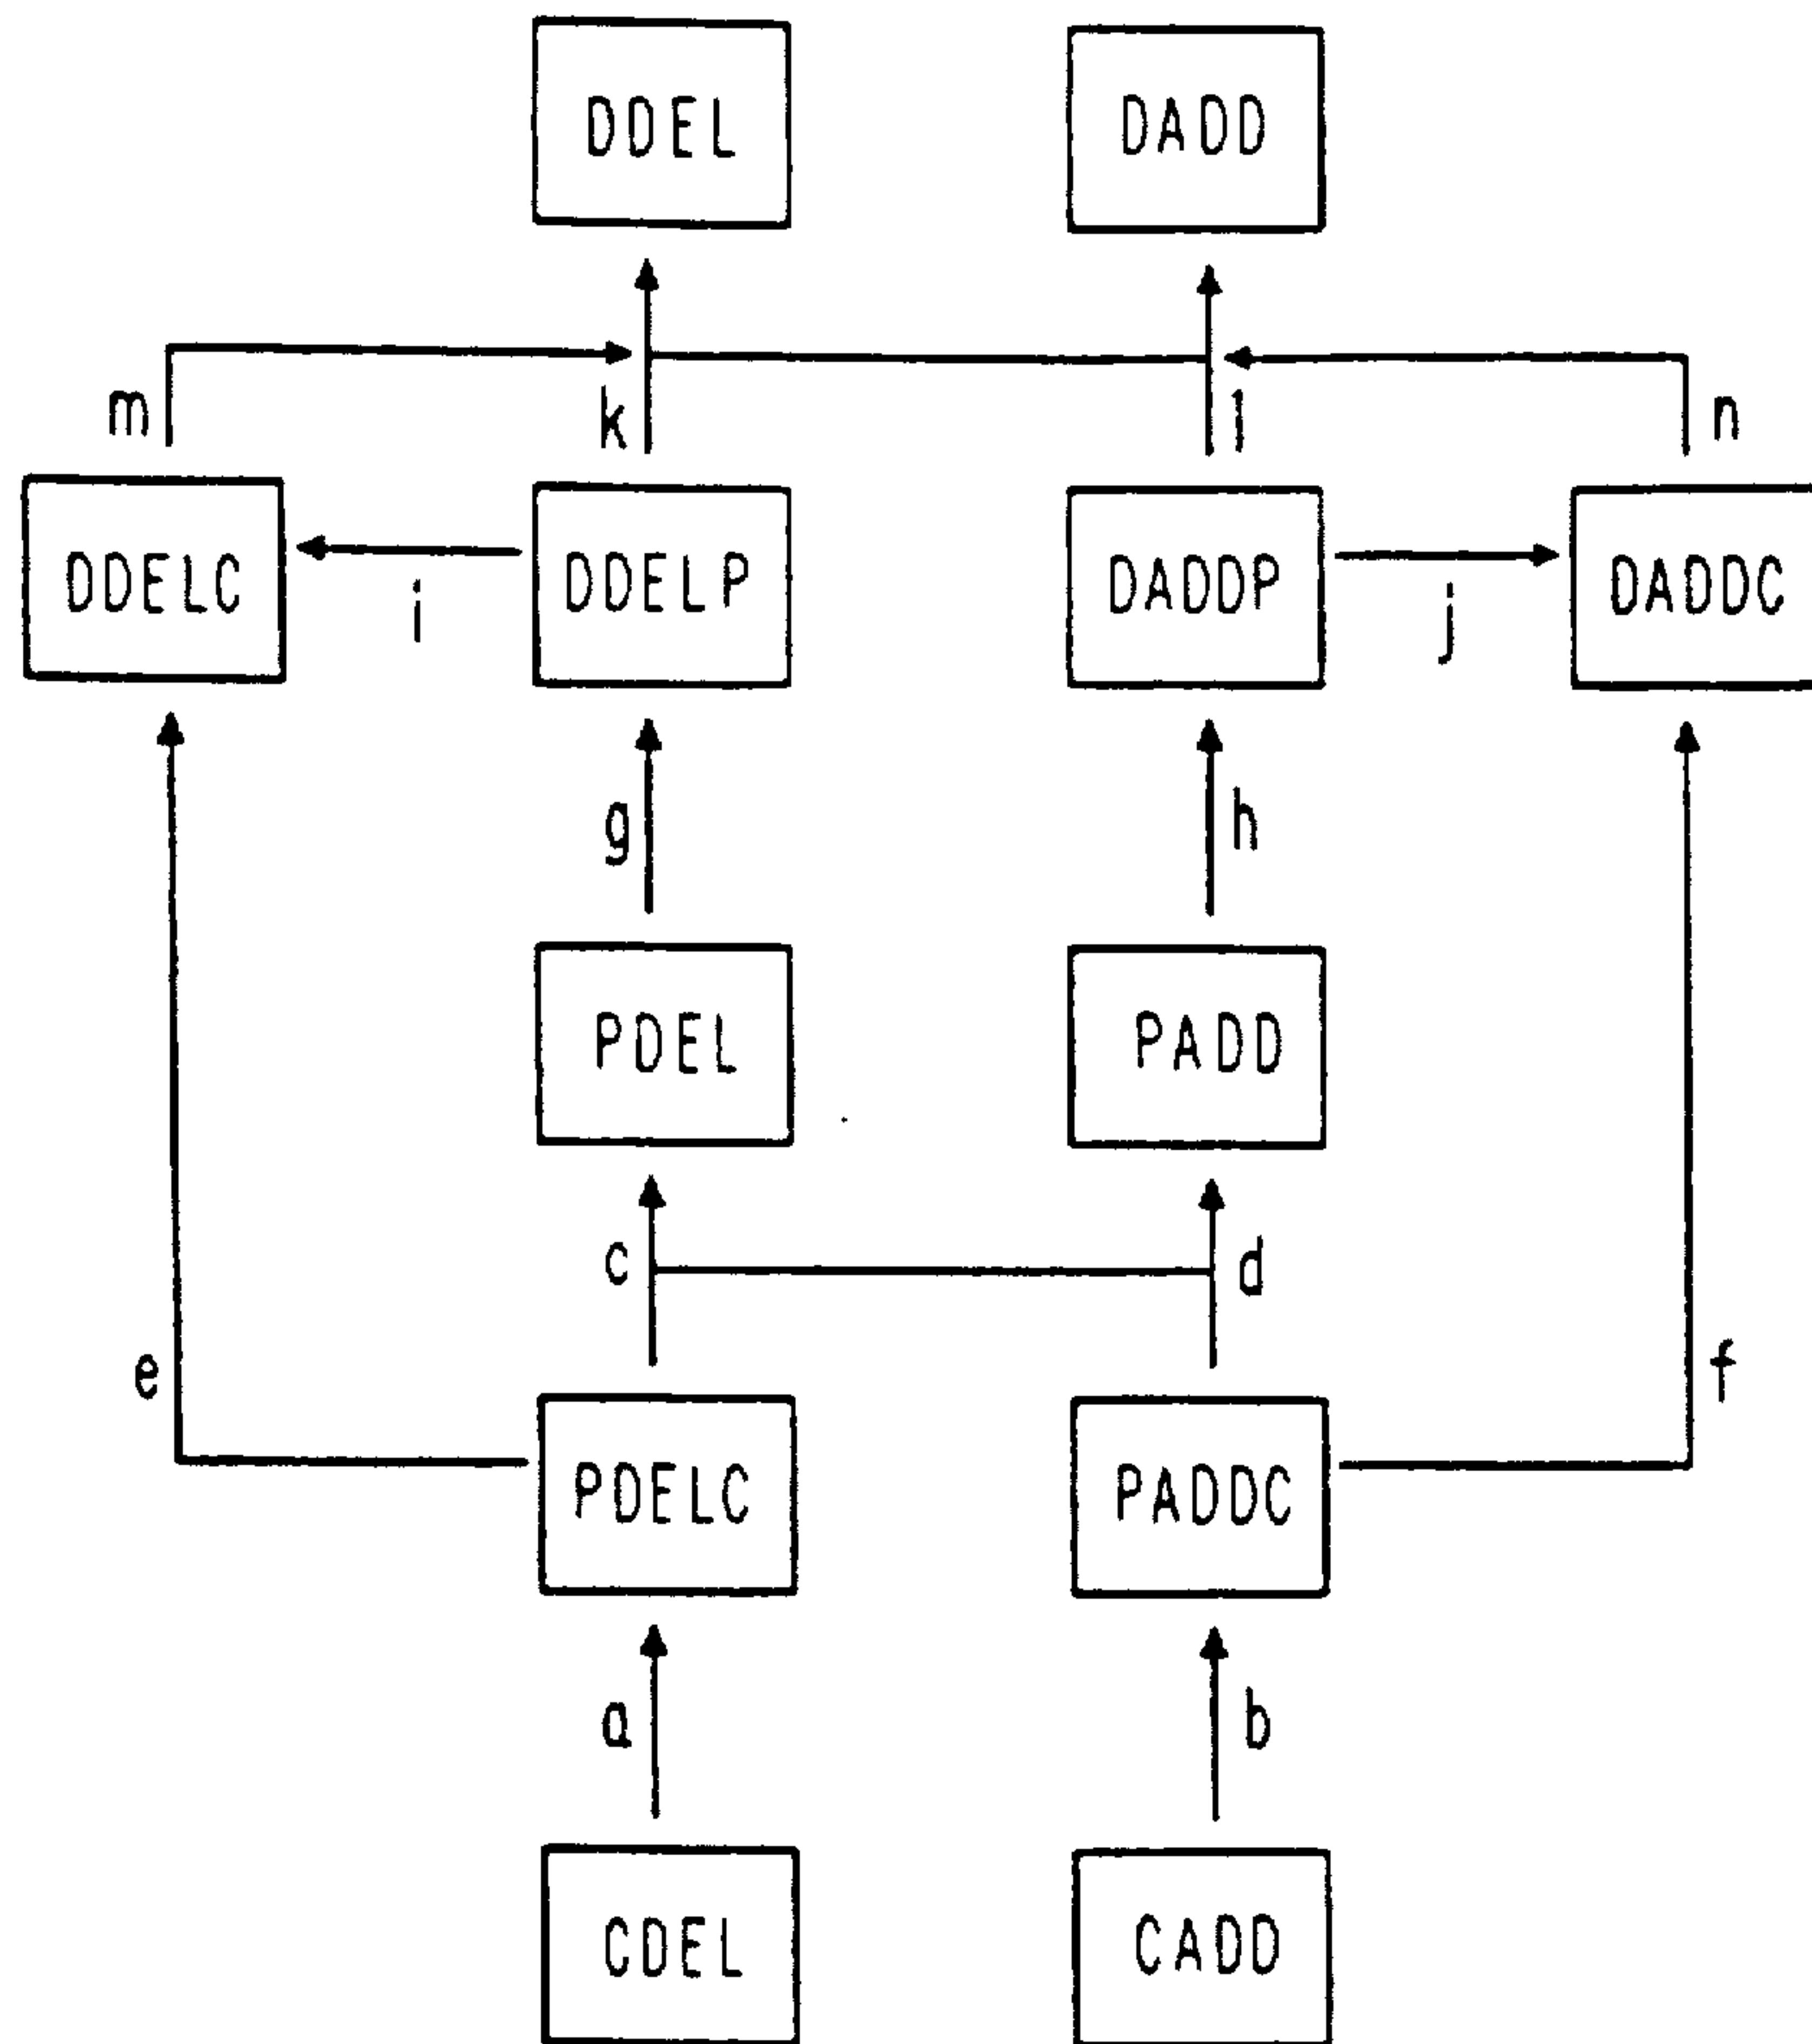 DDEL DADD
m k l n
DDELC i DDELP DADDP j DADDC
g h
PDEL PADD
c d
e f
PDELC PADDC
a b
CDEL CADD